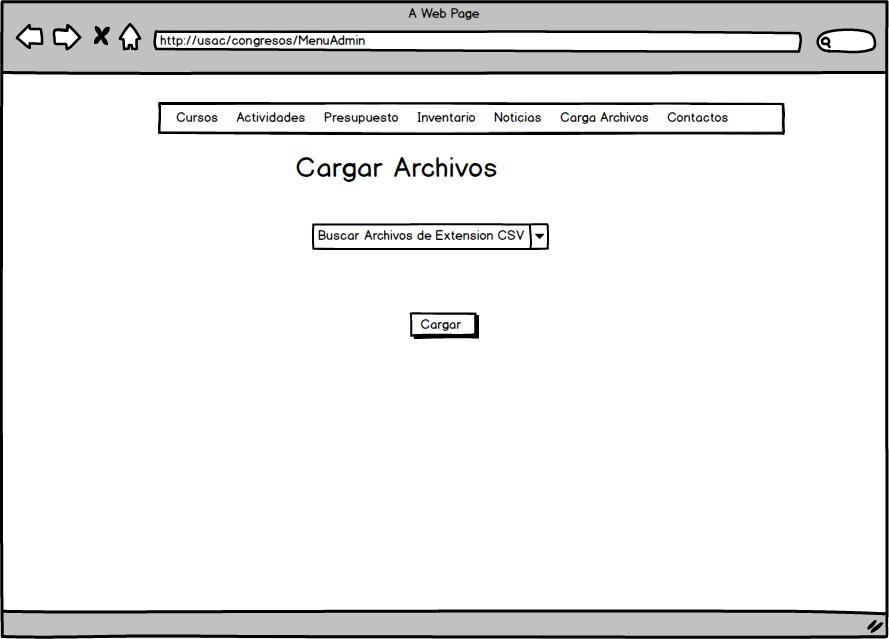 A Web Page
http://usac/congresos/MenuAdmin
Cursos Actividades Presupuesto Inventario Noticias Carga Archivos Contactos
Cargar Archivos
Buscar Archivos de Extension CSV
Cargar